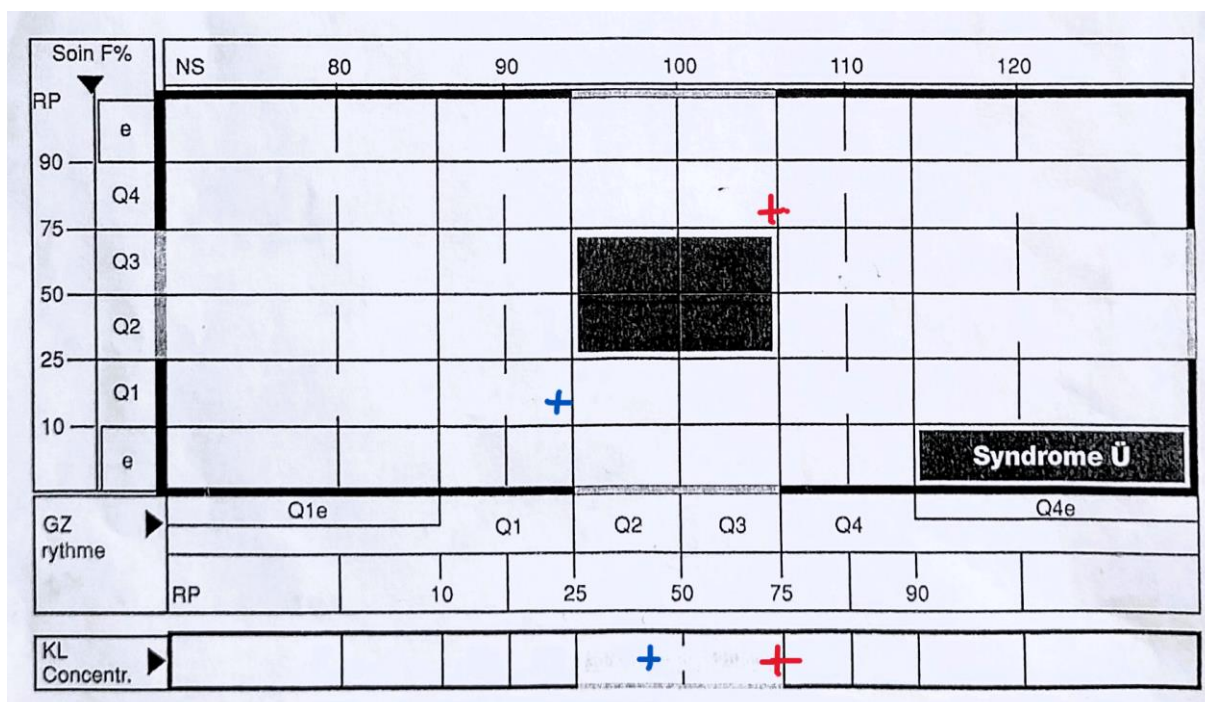 Soin F%
NS 80 90 100 110 120
RP
e
90
Q4
75
Q3
50
Q2
25
Q1
10
e
Syndrome Ü
GZ
rythme
Q1e Q1 Q2 Q3 Q4 Q4e
RP 10 25 50 75 90
KL
Concentr.